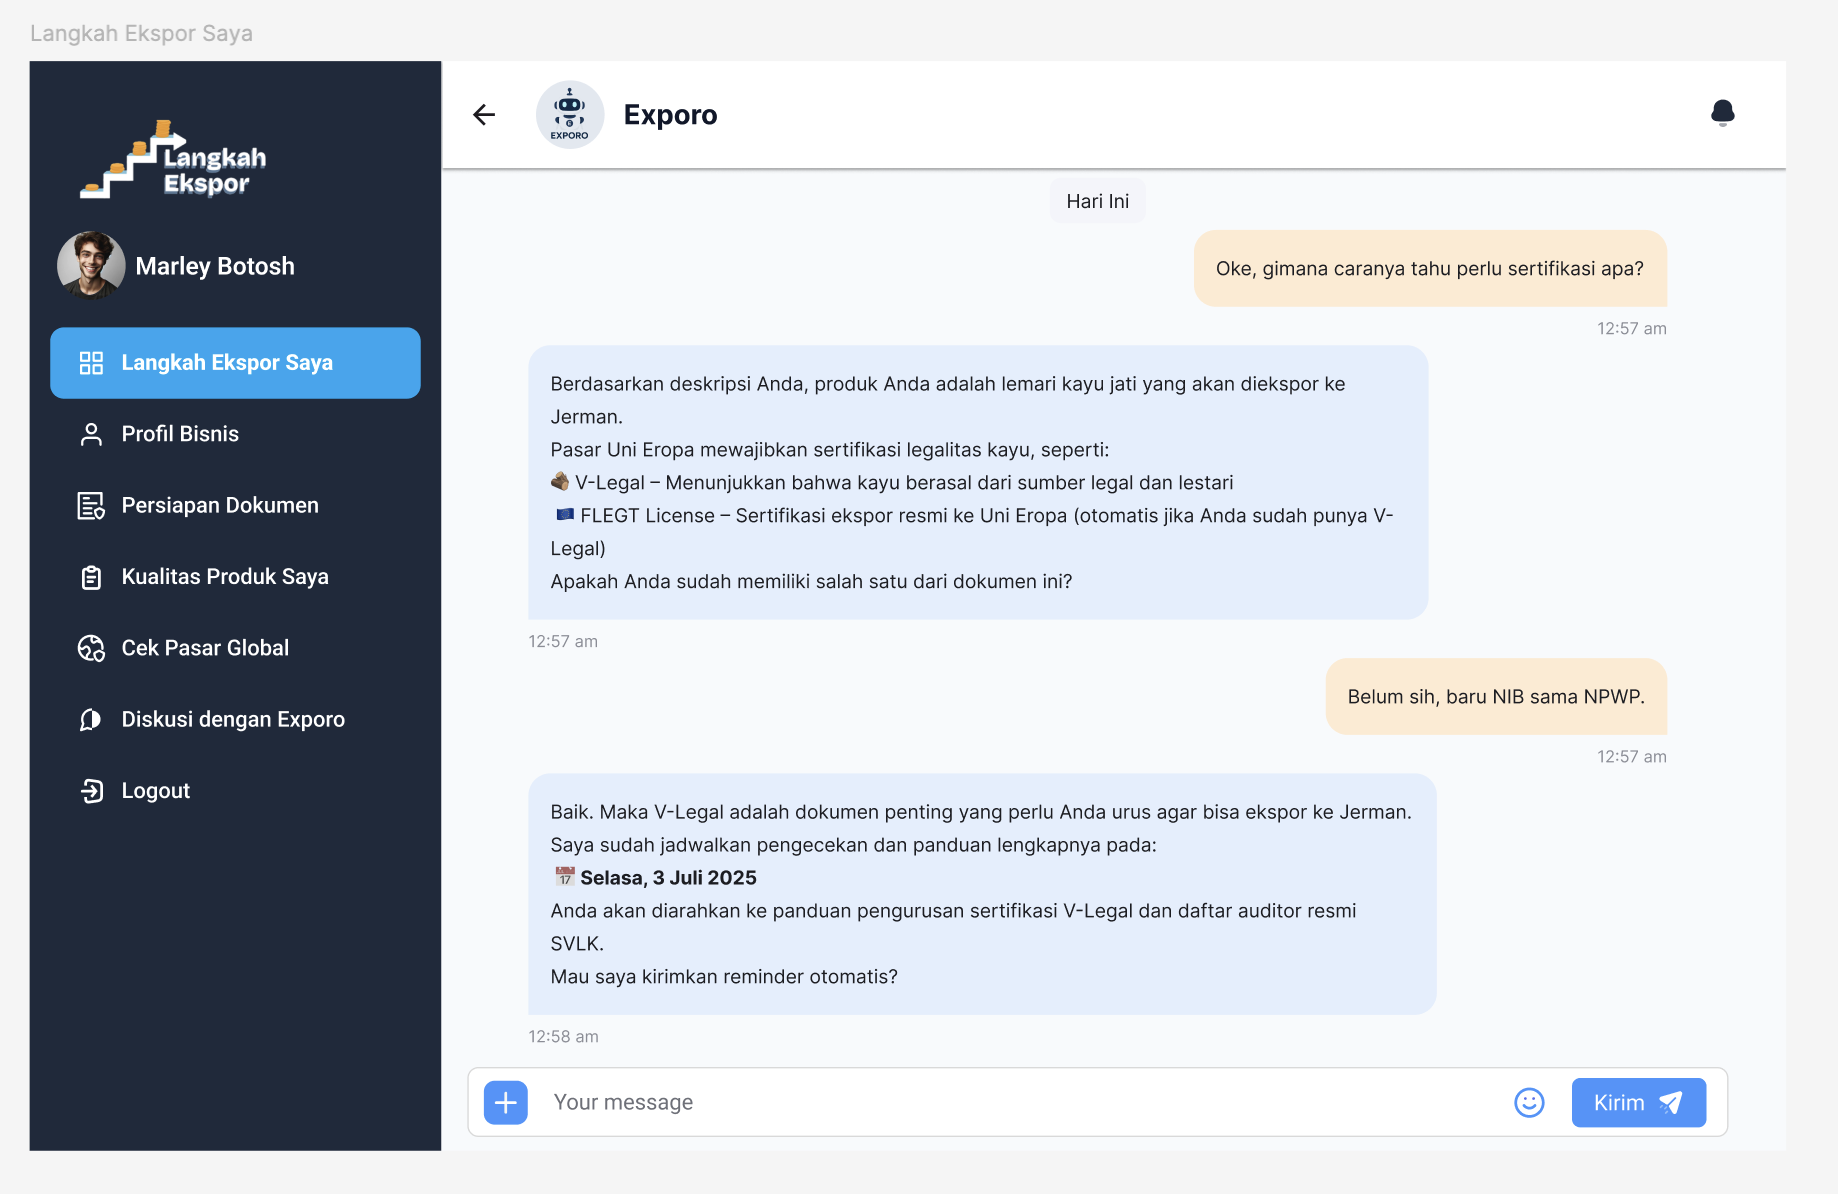 Langkah Ekspor Saya
Langkah
Ekspor
Marley Botosh
Langkah Ekspor Saya
Profil Bisnis
Persiapan Dokumen
Kualitas Produk Saya
Cek Pasar Global
Diskusi dengan Exporo
Logout
EXPORO
Exporo
Hari Ini
Oke, gimana caranya tahu perlu sertifikasi apa?
12:57 am
Berdasarkan deskripsi Anda, produk Anda adalah lemari kayu jati yang akan diekspor ke
Jerman.
Pasar Uni Eropa mewajibkan sertifikasi legalitas kayu, seperti:
🪵 V-Legal – Menunjukkan bahwa kayu berasal dari sumber legal dan lestari
🇪🇺 FLEGT License – Sertifikasi ekspor resmi ke Uni Eropa (otomatis jika Anda sudah punya V-
Legal)
Apakah Anda sudah memiliki salah satu dari dokumen ini?
12:57 am
Belum sih, baru NIB sama NPWP.
12:57 am
Baik. Maka V-Legal adalah dokumen penting yang perlu Anda urus agar bisa ekspor ke Jerman.
Saya sudah jadwalkan pengecekan dan panduan lengkapnya pada:
📅 Selasa, 3 Juli 2025
Anda akan diarahkan ke panduan pengurusan sertifikasi V-Legal dan daftar auditor resmi
SVLK.
Mau saya kirimkan reminder otomatis?
12:58 am
Your message
Kirim